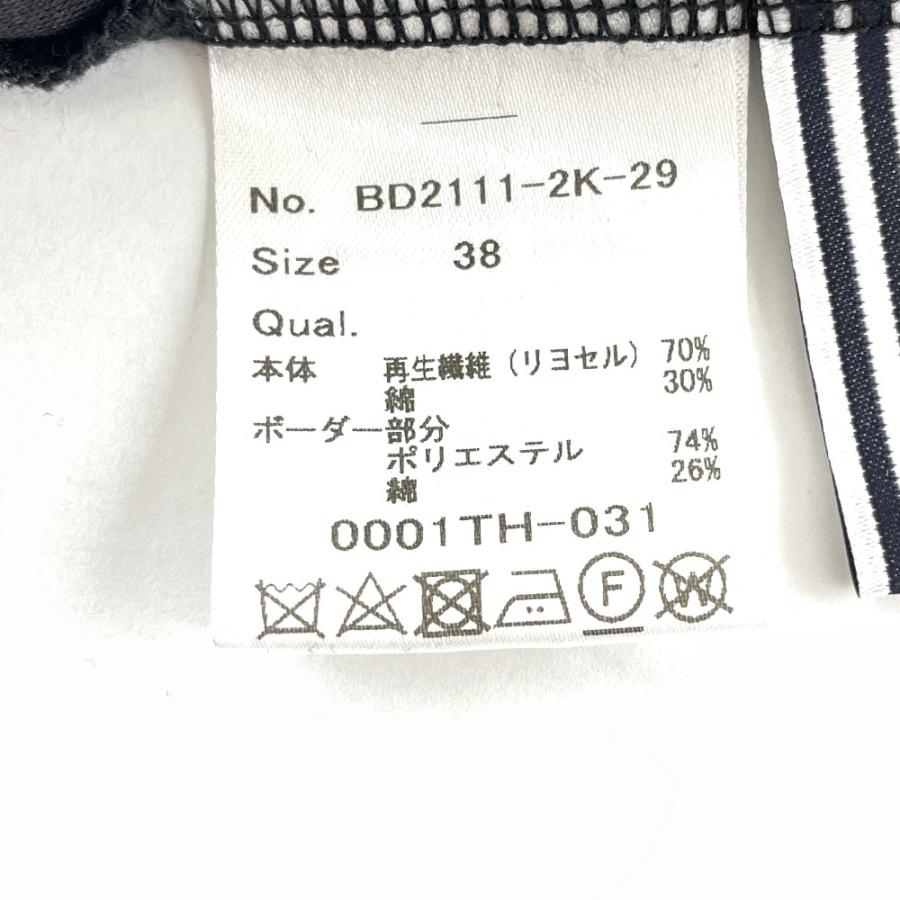 No. BD2111-2K-29
Size 38
Qual.
本体 再生繊維(リヨセル) 70%
綿 30%
ボーダー部分
ポリエステル 74%
綿 26%
0001TH-031
F W